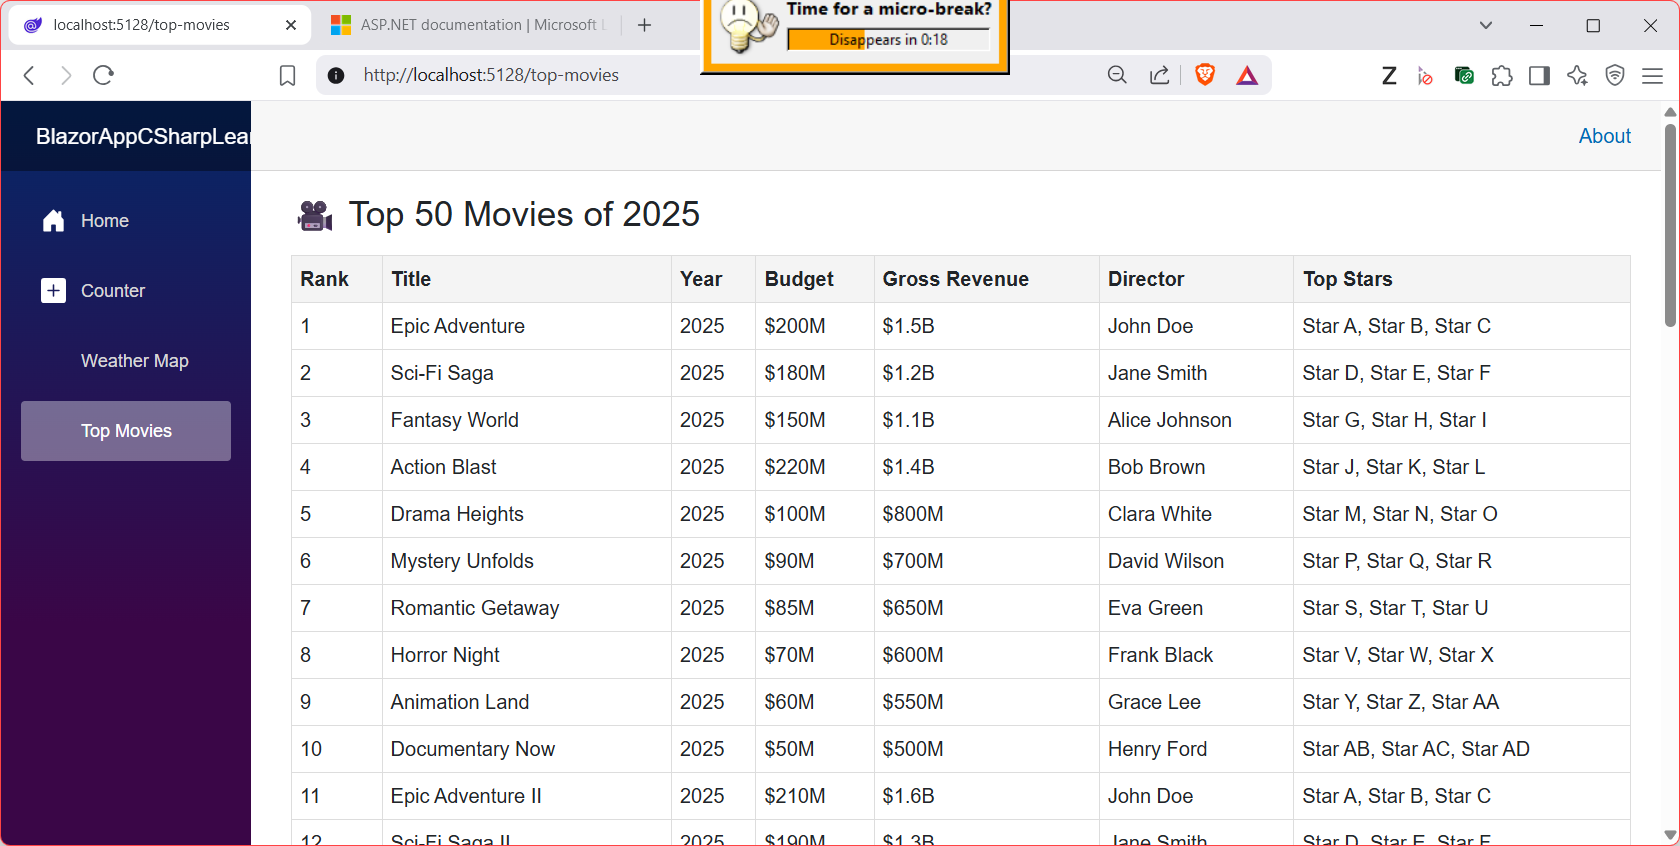 localhost:5128/top-movies
ASP.NET documentation | Microsoft
Time for a micro-break?
Disappears in 0:18
http://localhost:5128/top-movies
Z
BlazorAppCSharpLear
About
Home
Counter
Weather Map
Top Movies
Top 50 Movies of 2025
Rank Title Year Budget Gross Revenue Director Top Stars
1 Epic Adventure 2025 $200M $1.5B John Doe Star A, Star B, Star C
2 Sci-Fi Saga 2025 $180M $1.2B Jane Smith Star D, Star E, Star F
3 Fantasy World 2025 $150M $1.1B Alice Johnson Star G, Star H, Star I
4 Action Blast 2025 $220M $1.4B Bob Brown Star J, Star K, Star L
5 Drama Heights 2025 $100M $800M Clara White Star M, Star N, Star O
6 Mystery Unfolds 2025 $90M $700M David Wilson Star P, Star Q, Star R
7 Romantic Getaway 2025 $85M $650M Eva Green Star S, Star T, Star U
8 Horror Night 2025 $70M $600M Frank Black Star V, Star W, Star X
9 Animation Land 2025 $60M $550M Grace Lee Star Y, Star Z, Star AA
10 Documentary Now 2025 $50M $500M Henry Ford Star AB, Star AC, Star AD
11 Epic Adventure II 2025 $210M $1.6B John Doe Star A, Star B, Star C
12 Sci-Fi Saga II 2025 $190M $1.3B Jane Smith Star D, Star E, Star F